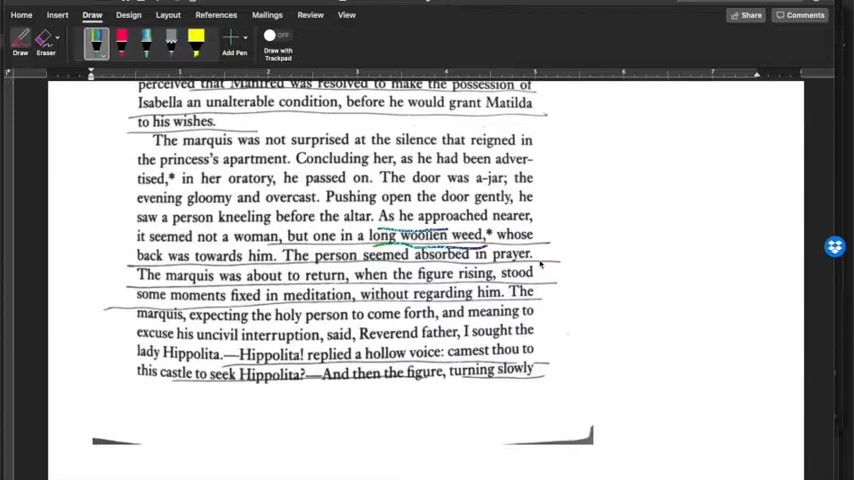 Home Insert Draw Design Layout References Mailings Review View Share Comments
Draw Eraser Add Pen OFF Draw with Trackpad
1 2 3 4 5 6 7
perceived that Manfred was resolved to make the possession of
Isabella an unalterable condition, before he would grant Matilda
to his wishes.
The marquis was not surprised at the silence that reigned in
the princess's apartment. Concluding her, as he had been adver-
tised,* in her oratory, he passed on. The door was a-jar; the
evening gloomy and overcast. Pushing open the door gently, he
saw a person kneeling before the altar. As he approached nearer,
it seemed not a woman, but one in a long woollen weed,* whose
back was towards him. The person seemed absorbed in prayer.
The marquis was about to return, when the figure rising, stood
some moments fixed in meditation, without regarding him. The
marquis, expecting the holy person to come forth, and meaning to
excuse his uncivil interruption, said, Reverend father, I sought the
lady Hippolita.—Hippolita! replied a hollow voice: camest thou to
this castle to seek Hippolita?—And then the figure, turning slowly